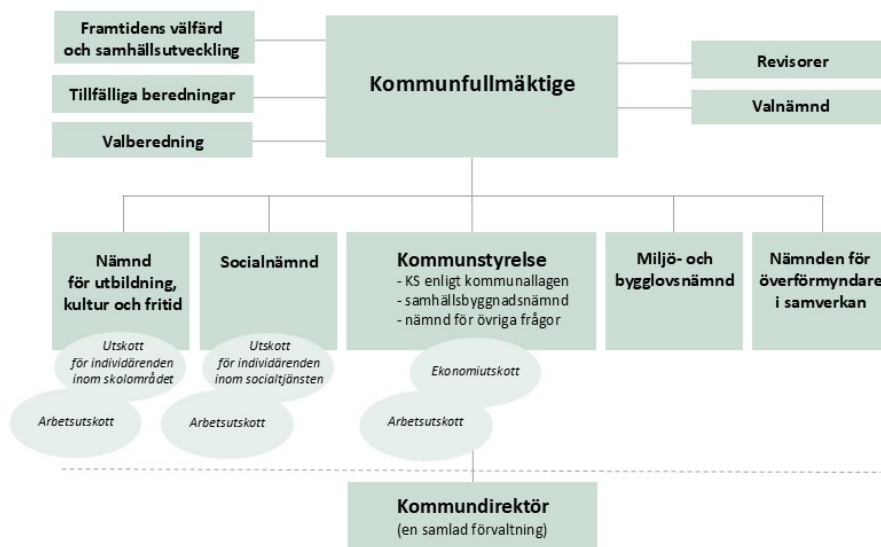 Framtidens välfärd
och samhällsutveckling
Tillfälliga beredningar
Valberedning
Kommunfullmäktige
Revisorer
Valnämnd
Nämnd
för utbildning,
kultur och fritid
Socialnämnd
Kommunstyrelse
- KS enligt kommunallagen
- samhällsbyggnadsnämnd
- nämnd för övriga frågor
Miljö- och
bygglovsnämnd
Nämnden för
överförmyndare
i samverkan
Utskott
för individärenden
inom skolområdet
Arbetsutskott
Utskott
för individärenden
inom socialtjänsten
Arbetsutskott
Ekonomiutskott
Arbetsutskott
Kommundirektör
(en samlad förvaltning)